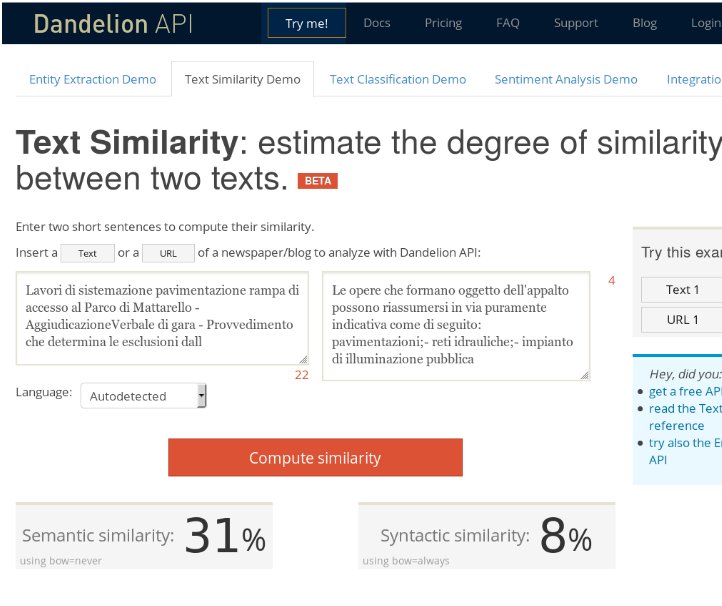 Dandelion API Try me! Docs Pricing FAQ Support Blog Login
Entity Extraction Demo Text Similarity Demo Text Classification Demo Sentiment Analysis Demo Integratio
Text Similarity: estimate the degree of similarity
between two texts. BETA
Enter two short sentences to compute their similarity.
Insert a Text or a URL of a newspaper/blog to analyze with Dandelion API:
Lavori di sistemazione pavimentazione rampa di
accesso al Parco di Mattarello -
AggiudicazioneVerbale di gara - Provvedimento
che determina le esclusioni dall
22
Le opere che formano oggetto dell'appalto
possono riassumersi in via puramente
indicativa come di seguito:
pavimentazioni;- reti idrauliche;- impianto
di illuminazione pubblica
4
Language: Autodetected
Compute similarity
Semantic similarity: 31%
using bow=never
Syntactic similarity: 8%
using bow=always
Try this exa
Text 1
URL 1
Hey, did you:
get a free API
read the Text
reference
try also the E
API